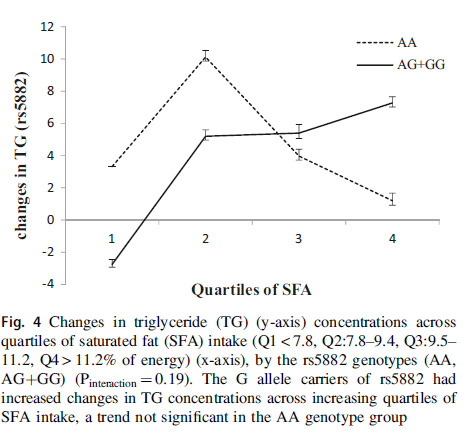 12
10
8
6
4
2
0
-2
-4
changes in TG (rs5882)
AA
AG+GG
1 2 3 4
Quartiles of SFA
Fig. 4 Changes in triglyceride (TG) (y-axis) concentrations across
quartiles of saturated fat (SFA) intake (Q1 <7.8, Q2:7.8–9.4, Q3:9.5–
11.2, Q4> 11.2% of energy) (x-axis), by the rs5882 genotypes (AA,
AG+GG) (Pinteraction =0.19). The G allele carriers of rs5882 had
increased changes in TG concentrations across increasing quartiles of
SFA intake, a trend not significant in the AA genotype group